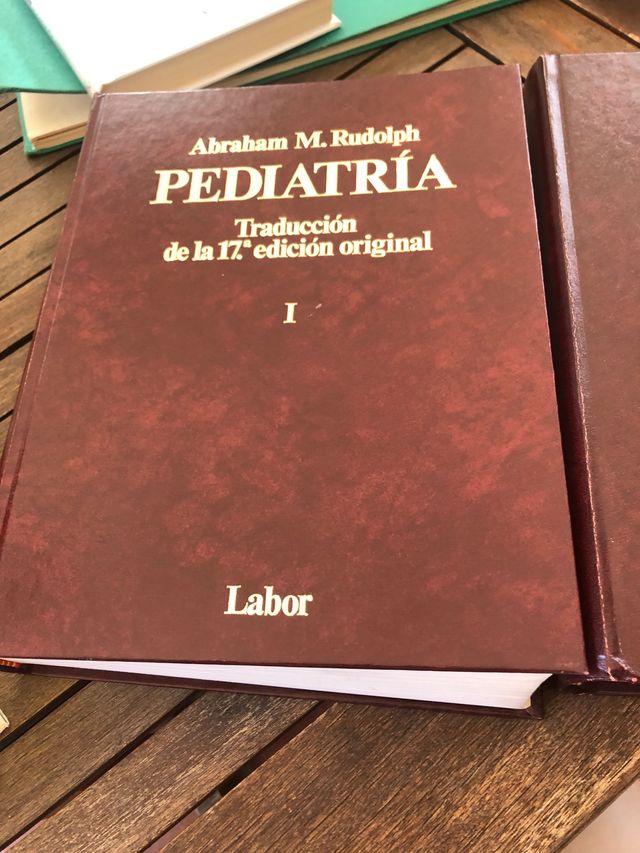 Abraham M. Rudolph
PEDIATRÍA
Traducción
de la 17.ª edición original
I
Labor